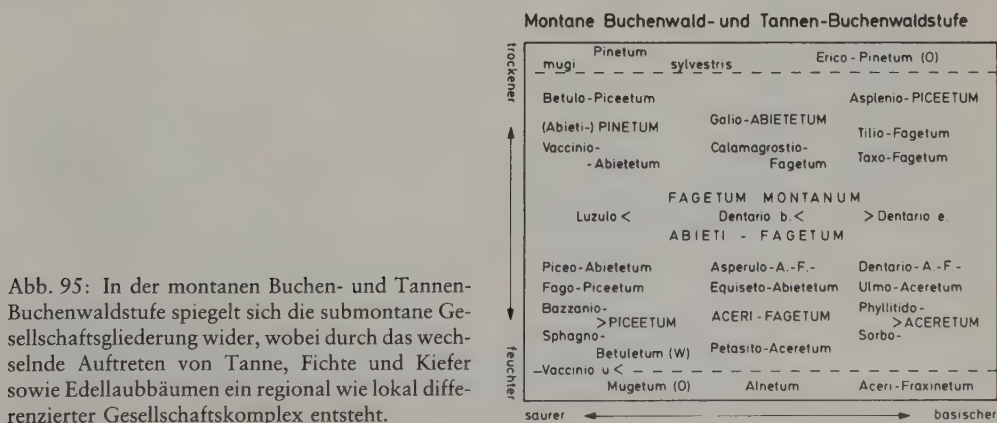 Montane Buchenwald- und Tannen-Buchenwaldstufe
trockener
feuchter
Pinetum
mugi sylvestris Erico-Pinetum (O)
Betulo-Piceetum Asplenio-PICEETUM
(Abieti-) PINETUM Galio-ABIETETUM Tilio-Fagetum
Vaccinio- Calamagrostio- Taxo-Fagetum
-Abietetum Fagetum
FAGETUM MONTANUM
Luzulo < Dentario b.< > Dentario e.
ABIETI - FAGETUM
Piceo-Abietetum Asperulo-A.-F.- Dentario-A.-F.-
Fago-Piceetum Equiseto-Abietetum Ulmo-Aceretum
Bazzanio- Phyllitido-
>PICEETUM ACERI-FAGETUM >ACERETUM
Sphagno- Sorbo-
Betuletum (W) Petasito-Aceretum
Vaccinio u<
Mugetum (O) Alnetum Aceri-Fraxinetum
saurer basischer
Abb. 95: In der montanen Buchen- und Tannen-
Buchenwaldstufe spiegelt sich die submontane Ge-
sellschaftsgliederung wider, wobei durch das wech-
selnde Auftreten von Tanne, Fichte und Kiefer
sowie Edellaubbäumen ein regional wie lokal diffe-
renzierter Gesellschaftskomplex entsteht.